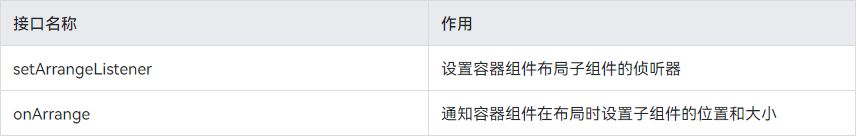 接口名称 作用
setArrangeListener 设置容器组件布局子组件的侦听器
onArrange 通知容器组件在布局时设置子组件的位置和大小